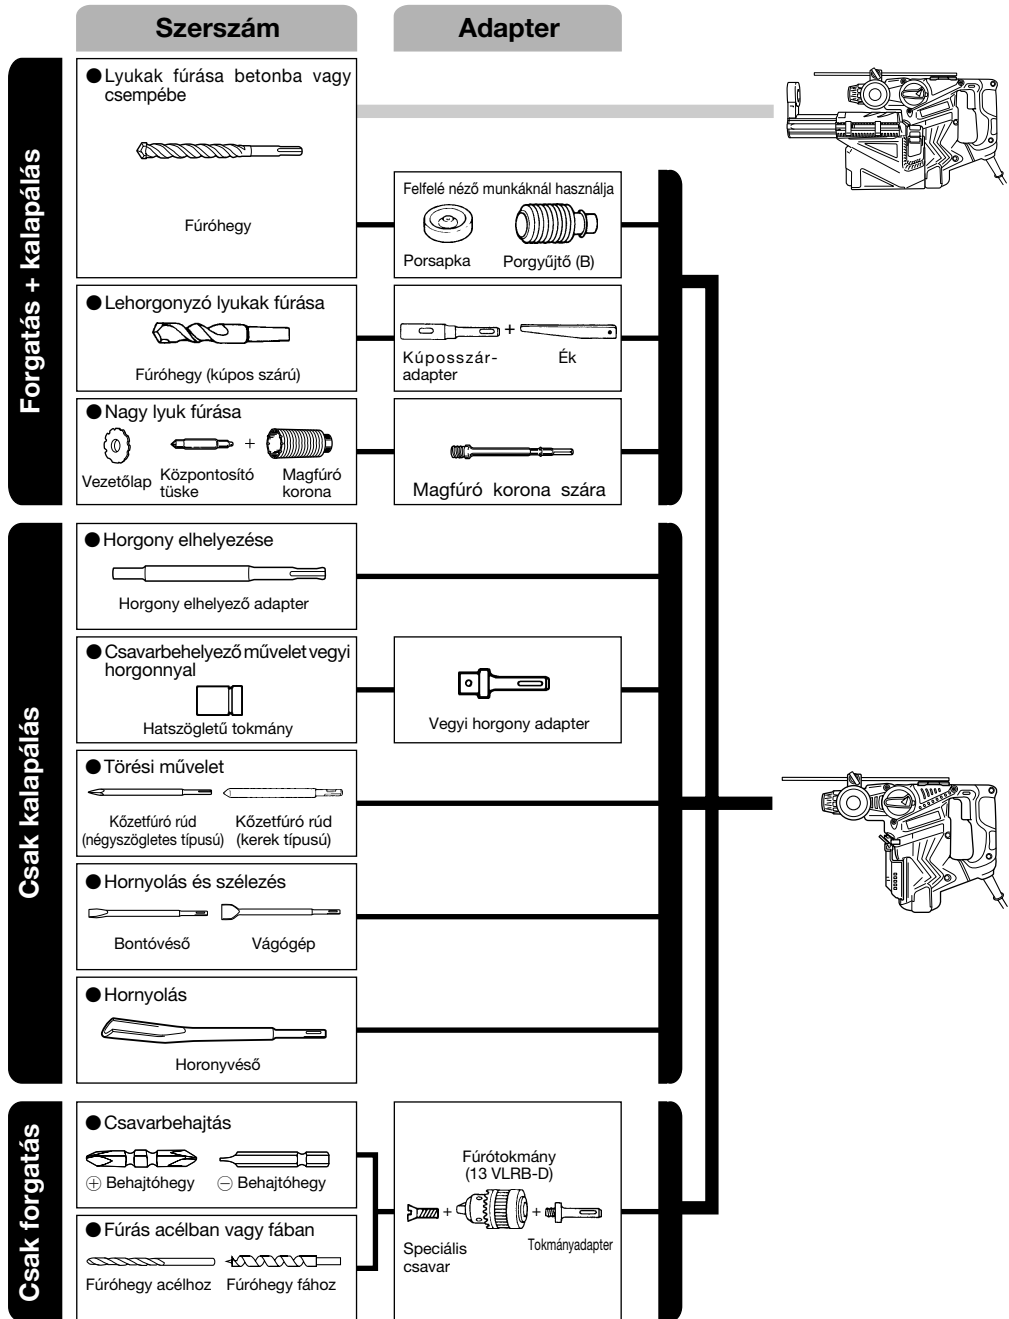 Szerszám
Adapter
Forgatás + kalapálás
● Lyukak fúrása betonba vagy
csempébe
Fúróhegy
Felfelé néző munkáknál használja
Porsapka
Porgyűjtő (B)
● Lehorgonyzó lyukak fúrása
Fúróhegy (kúpos szárú)
+
Kúposszár-
adapter
Ék
● Nagy lyuk fúrása
+
Vezetőlap
Központosító
tüske
Magfúró
korona
Magfúró korona szára
Csak kalapálás
● Horgony elhelyezése
Horgony elhelyező adapter
● Csavarbehelyező művelet vegyi
horgonnyal
Hatszögletű tokmány
Vegyi horgony adapter
● Törési művelet
Kőzetfúró rúd
(négyszögletes típusú)
Kőzetfúró rúd
(kerek típusú)
● Hornyolás és szélezés
Bontóvéső
Vágógép
● Hornyolás
Horonyvéső
Csak forgatás
● Csavarbehajtás
⊕ Behajtóhegy
⊖ Behajtóhegy
● Fúrás acélban vagy fában
Fúróhegy acélhoz
Fúróhegy fához
Fúrótokmány
(13 VLRB-D)
+ +
Speciális
csavar
Tokmányadapter